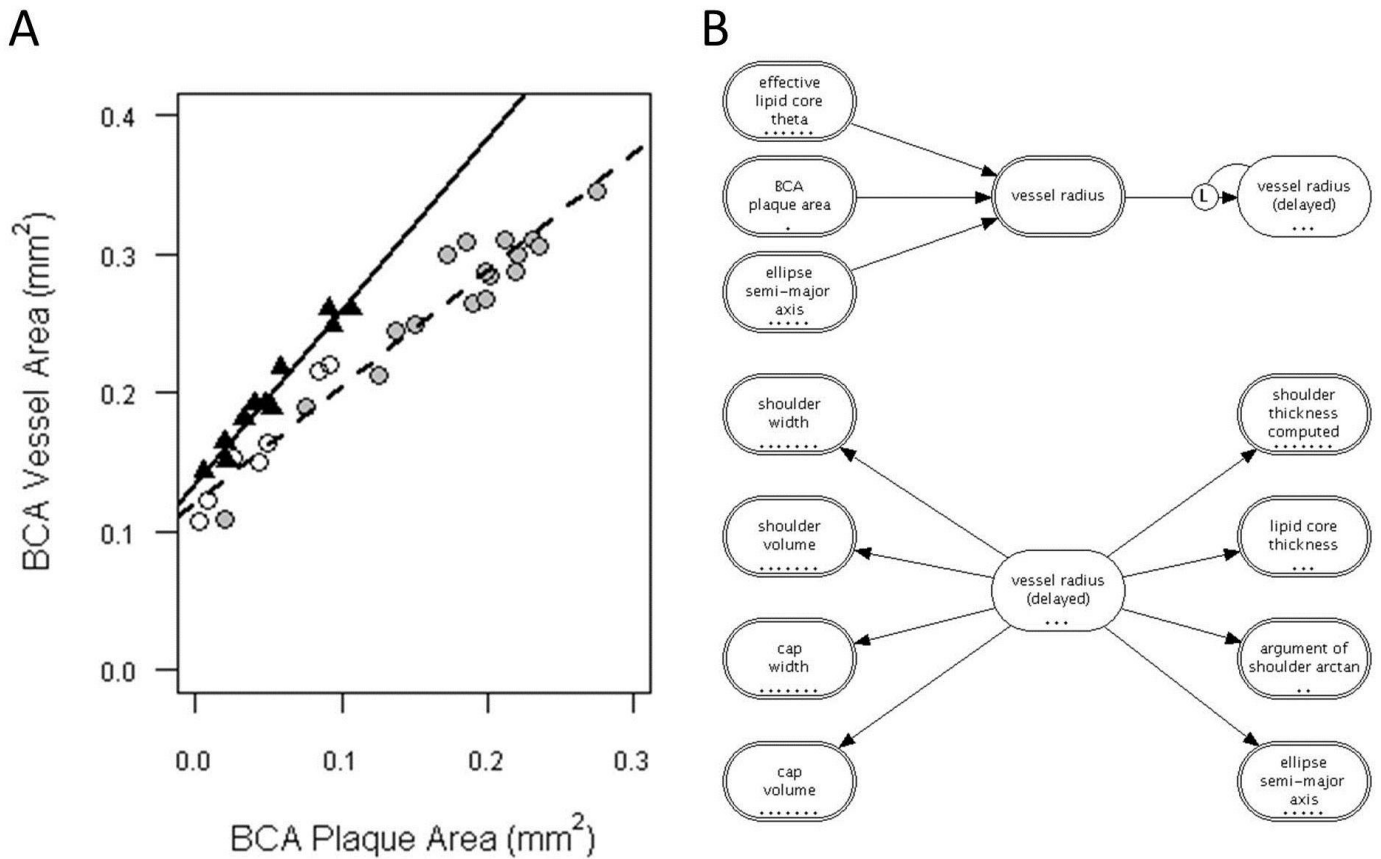 A
BCA Vessel Area (mm²)
0.4
0.3
0.2
0.1
0.0
0.0 0.1 0.2 0.3
BCA Plaque Area (mm²)
B
effective
lipid core
theta
BCA
plaque area
ellipse
semi-major
axis
vessel radius
L
vessel radius
(delayed)
shoulder
width
shoulder
volume
cap
width
cap
volume
vessel radius
(delayed)
shoulder
thickness
computed
lipid core
thickness
argument of
shoulder arctan
ellipse
semi-major
axis